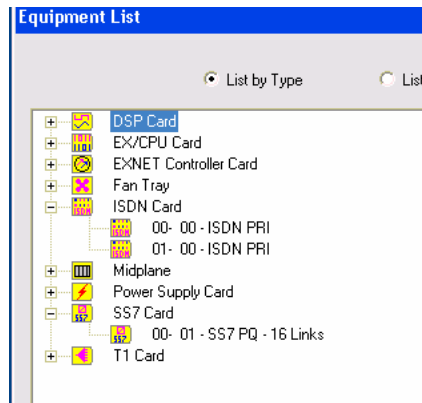 Equipment List
List by Type List
DSP Card
EX/CPU Card
EXNET Controller Card
Fan Tray
ISDN Card
00- 00 - ISDN PRI
01- 00 - ISDN PRI
Midplane
Power Supply Card
SS7 Card
00- 01 - SS7 PQ - 16 Links
T1 Card